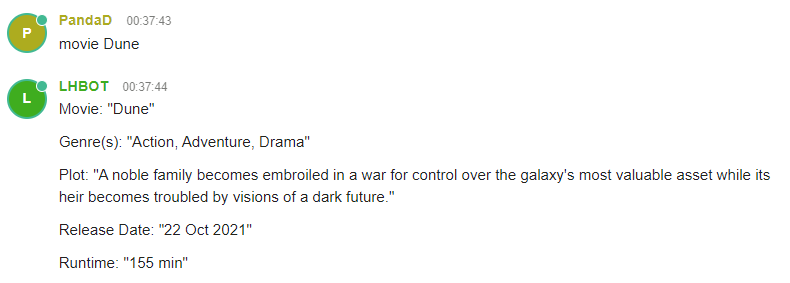 P
PandaD 00:37:43
movie Dune
L
LHBOT 00:37:44
Movie: "Dune"
Genre(s): "Action, Adventure, Drama"
Plot: "A noble family becomes embroiled in a war for control over the galaxy's most valuable asset while its
heir becomes troubled by visions of a dark future."
Release Date: "22 Oct 2021"
Runtime: "155 min"